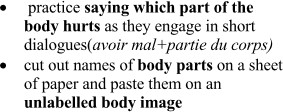 • practice saying which part of the
body hurts as they engage in short
dialogues(avoir mal+partie du corps)
• cut out names of body parts on a sheet
of paper and paste them on an
unlabelled body image